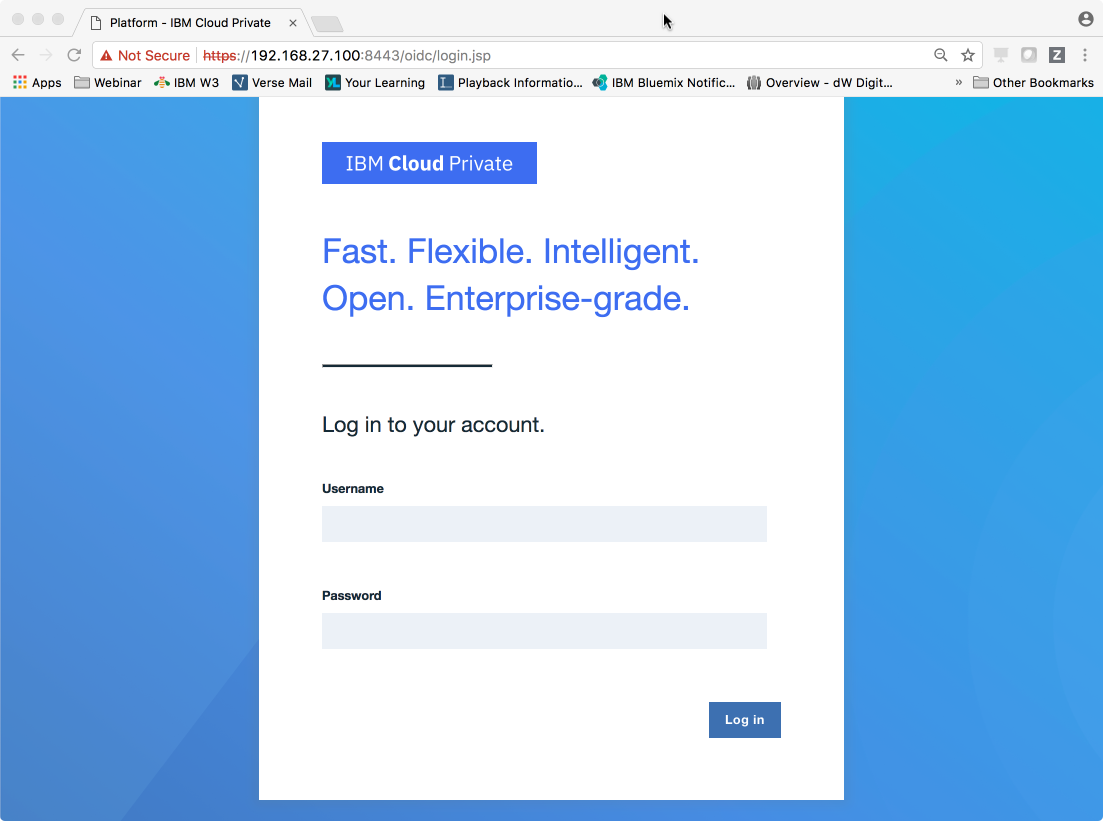 Platform - IBM Cloud Private
Not Secure https://192.168.27.100:8443/oidc/login.jsp
Z
Apps Webinar IBM W3 Verse Mail YL Your Learning L Playback Informatio... IBM Bluemix Notific... Overview - dW Digit... » Other Bookmarks
IBM Cloud Private
Fast. Flexible. Intelligent.
Open. Enterprise-grade.
Log in to your account.
Username
Password
Log in